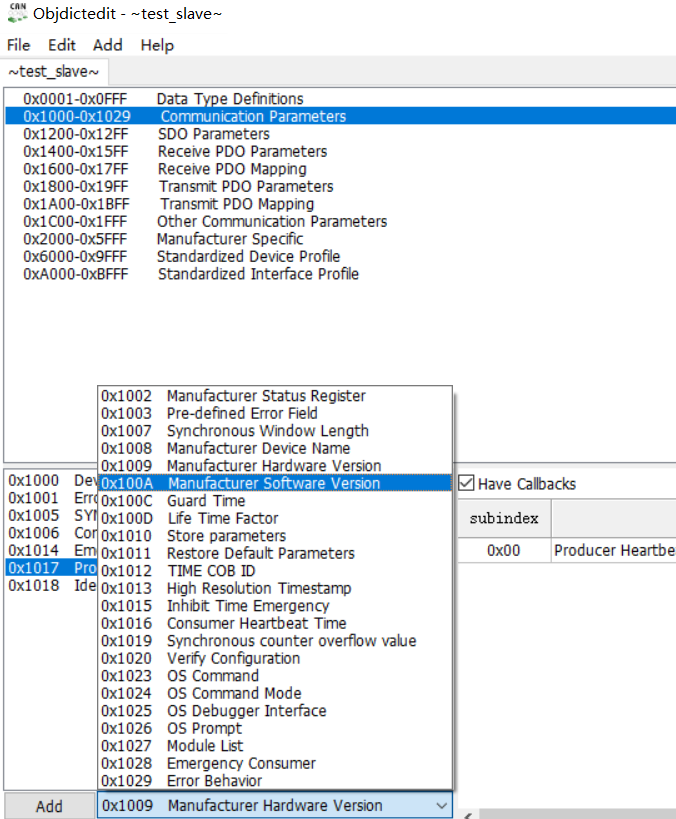 CAN
Objdictedit - ~test_slave~
File Edit Add Help
~test_slave~
0x0001-0x0FFF Data Type Definitions
0x1000-0x1029 Communication Parameters
0x1200-0x12FF SDO Parameters
0x1400-0x15FF Receive PDO Parameters
0x1600-0x17FF Receive PDO Mapping
0x1800-0x19FF Transmit PDO Parameters
0x1A00-0x1BFF Transmit PDO Mapping
0x1C00-0x1FFF Other Communication Parameters
0x2000-0x5FFF Manufacturer Specific
0x6000-0x9FFF Standardized Device Profile
0xA000-0xBFFF Standardized Interface Profile
0x1000 Dev
0x1001 Erro
0x1005 SYN
0x1006 Con
0x1014 Eme
0x1017 Pro
0x1018 Ide
0x1002 Manufacturer Status Register
0x1003 Pre-defined Error Field
0x1007 Synchronous Window Length
0x1008 Manufacturer Device Name
0x1009 Manufacturer Hardware Version
0x100A Manufacturer Software Version
0x100C Guard Time
0x100D Life Time Factor
0x1010 Store parameters
0x1011 Restore Default Parameters
0x1012 TIME COB ID
0x1013 High Resolution Timestamp
0x1015 Inhibit Time Emergency
0x1016 Consumer Heartbeat Time
0x1019 Synchronous counter overflow value
0x1020 Verify Configuration
0x1023 OS Command
0x1024 OS Command Mode
0x1025 OS Debugger Interface
0x1026 OS Prompt
0x1027 Module List
0x1028 Emergency Consumer
0x1029 Error Behavior
Have Callbacks
subindex
0x00 Producer Heartbe
Add 0x1009 Manufacturer Hardware Version